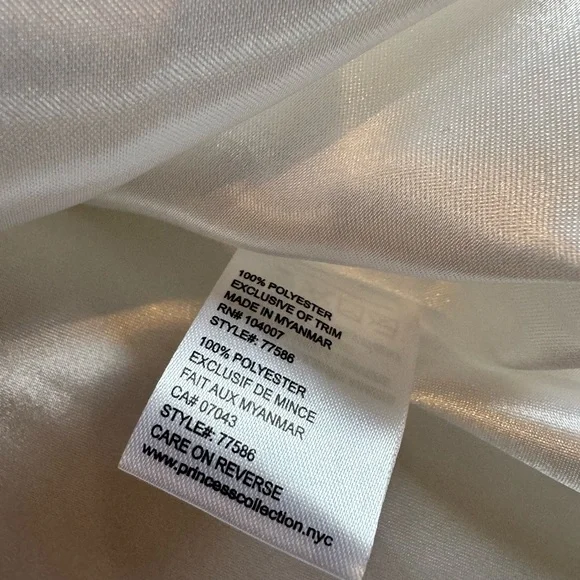 100% POLYESTER
EXCLUSIVE OF TRIM
MADE IN MYANMAR
RN# 104007
STYLE#: 77586
100% POLYESTER
EXCLUSIF DE MINCE
FAIT AUX MYANMAR
CA# 07043
STYLE#: 77586
CARE ON REVERSE
www.princesscollection.nyc